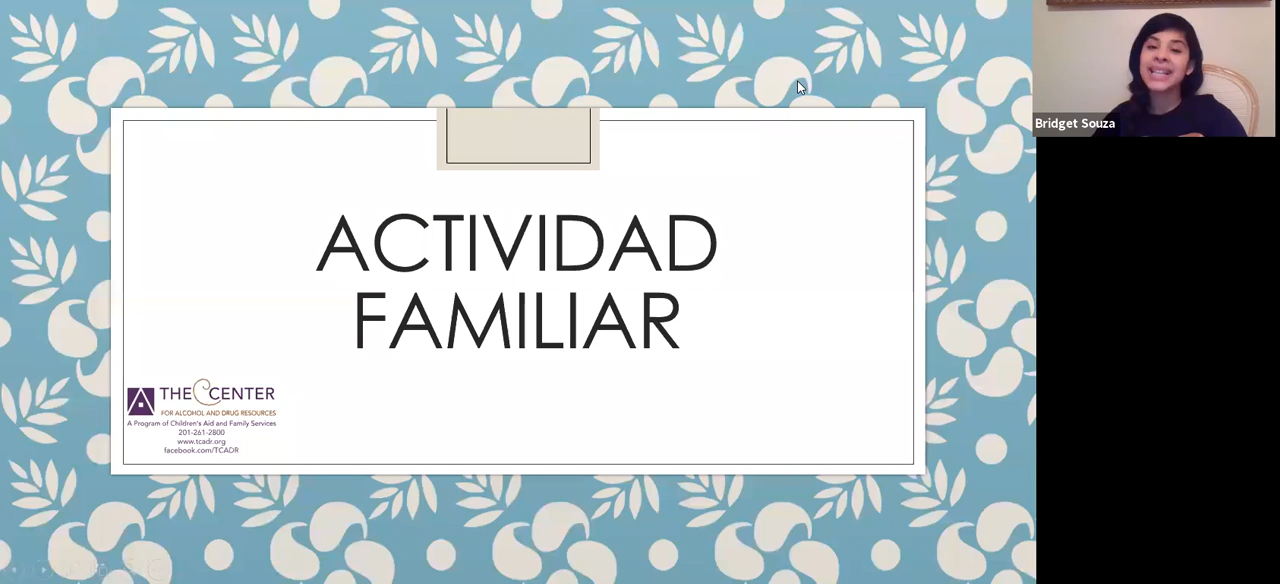 ACTIVIDAD
FAMILIAR
THE CENTER
FOR ALCOHOL AND DRUG RESOURCES
A Program of Children's Aid and Family Services
201-261-2800
www.tcadr.org
facebook.com/TCADR
Bridget Souza